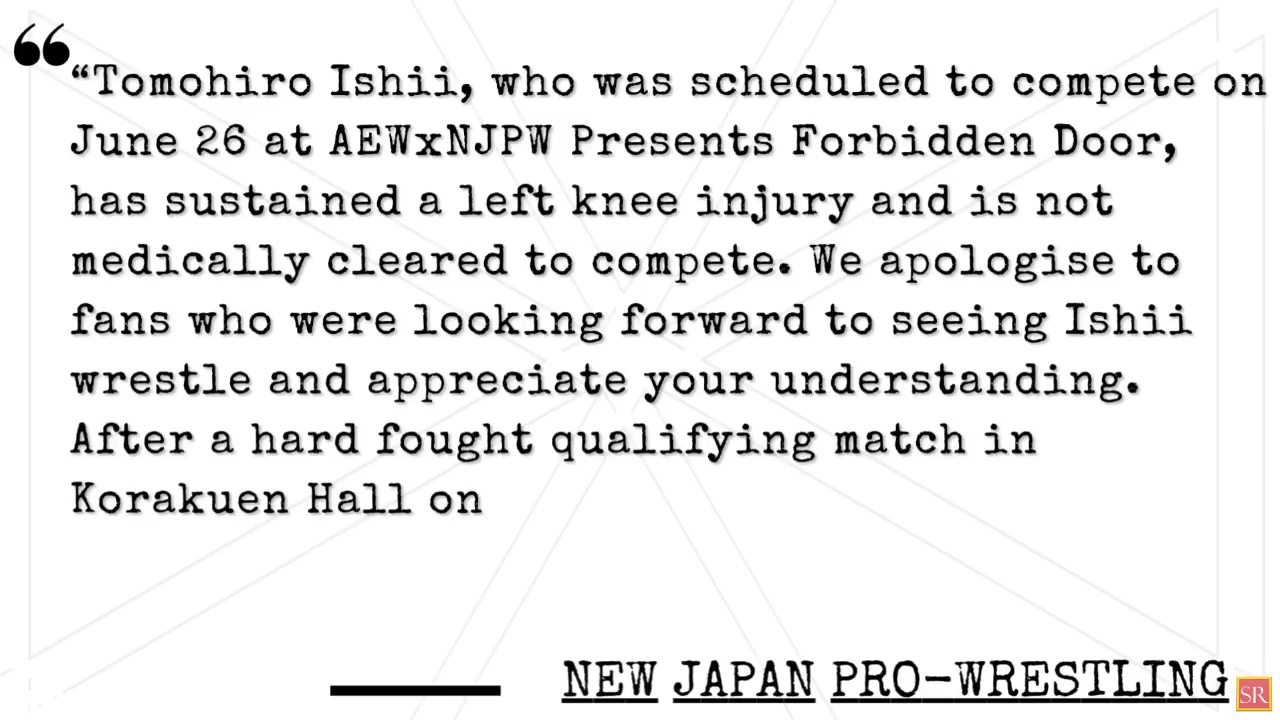 ❝
“Tomohiro Ishii, who was scheduled to compete on
June 26 at AEWxNJPW Presents Forbidden Door,
has sustained a left knee injury and is not
medically cleared to compete. We apologise to
fans who were looking forward to seeing Ishii
wrestle and appreciate your understanding.
After a hard fought qualifying match in
Korakuen Hall on
NEW JAPAN PRO-WRESTLING
SR